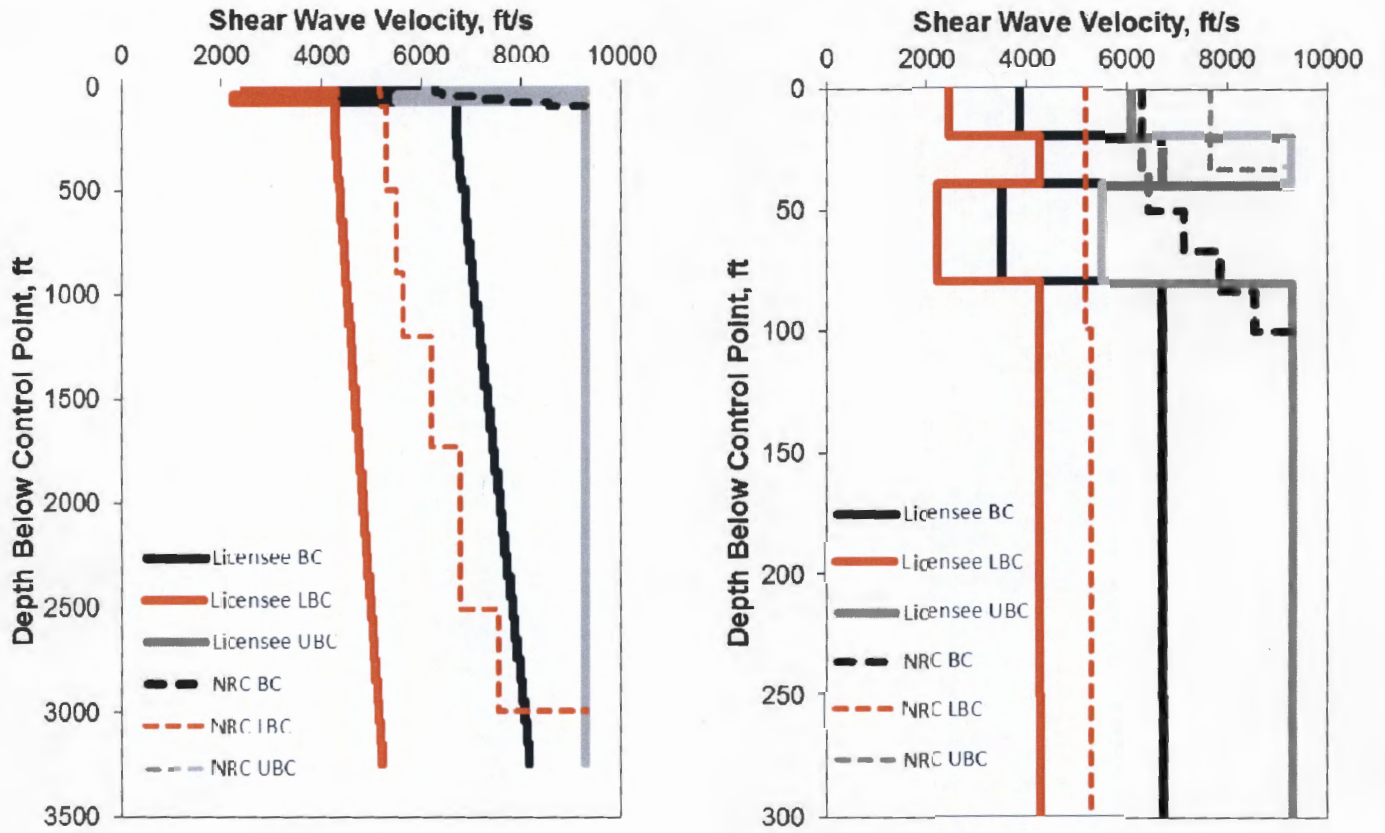 Shear Wave Velocity, ft/s
0 2000 4000 6000 8000 10000
0
500
1000
1500
2000
2500
3000
3500
Depth Below Control Point, ft
Licensee BC
Licensee LBC
Licensee UBC
NRC BC
NRC LBC
NRC UBC
Shear Wave Velocity, ft/s
0 2000 4000 6000 8000 10000
0
50
100
150
200
250
300
Depth Below Control Point, ft
Licensee BC
Licensee LBC
Licensee UBC
NRC BC
NRC LBC
NRC UBC